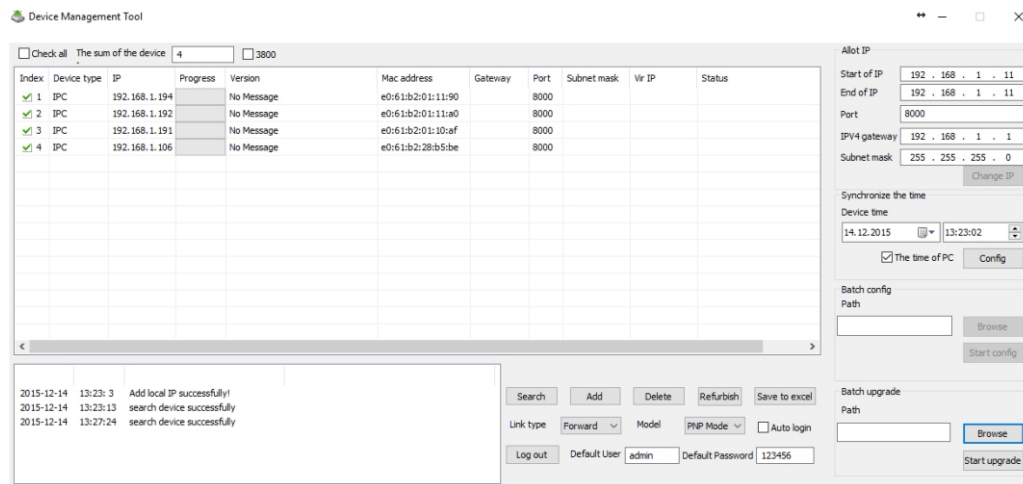 Device Management Tool
Check all The sum of the device 4 3800
Index Device type IP Progress Version Mac address Gateway Port Subnet mask Vir IP Status
1 IPC 192.168.1.194 No Message e0:61:b2:01:11:90 8000
2 IPC 192.168.1.192 No Message e0:61:b2:01:11:a0 8000
3 IPC 192.168.1.191 No Message e0:61:b2:01:10:af 8000
4 IPC 192.168.1.106 No Message e0:61:b2:28:b5:be 8000
2015-12-14 13:23: 3 Add local IP successfully!
2015-12-14 13:23:13 search device successfully
2015-12-14 13:27:24 search device successfully
Search Add Delete Refurbish Save to excel
Link type Forward Model PNP Mode Auto login
Log out Default User admin Default Password 123456
Allot IP
Start of IP 192 . 168 . 1 . 11
End of IP 192 . 168 . 1 . 11
Port 8000
IPV4 gateway 192 . 168 . 1 . 1
Subnet mask 255 . 255 . 255 . 0
Change IP
Synchronize the time
Device time
14.12.2015 13:23:02
The time of PC Config
Batch config
Path
Browse
Start config
Batch upgrade
Path
Browse
Start upgrade